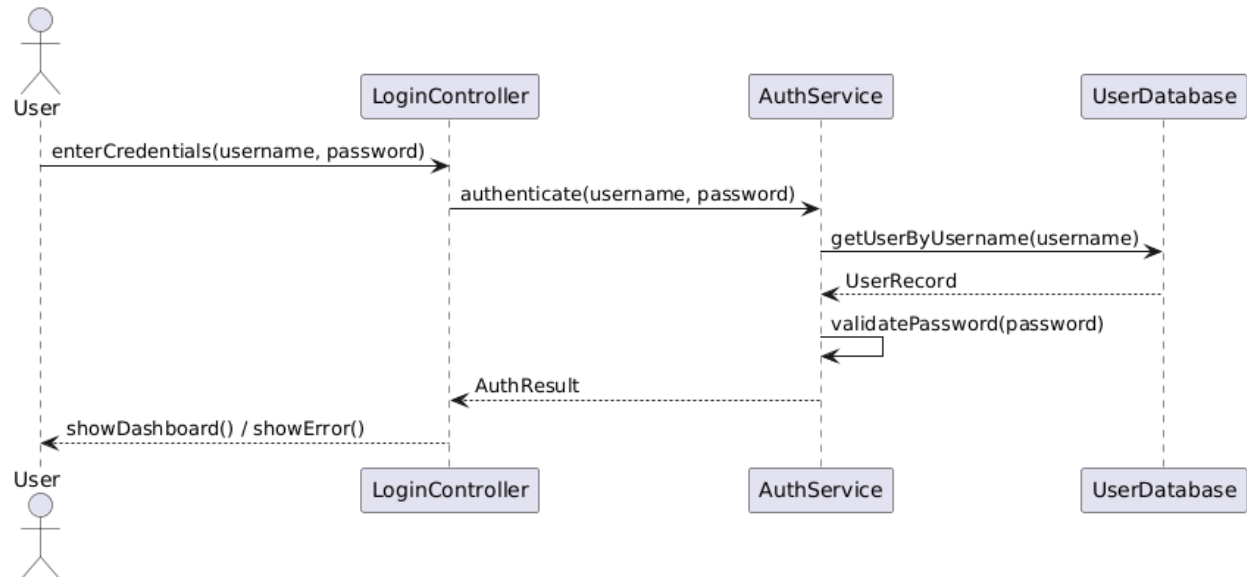 User
LoginController
AuthService
UserDatabase
enterCredentials(username, password)
authenticate(username, password)
getUserByUsername(username)
UserRecord
validatePassword(password)
AuthResult
showDashboard() / showError()
User
LoginController
AuthService
UserDatabase